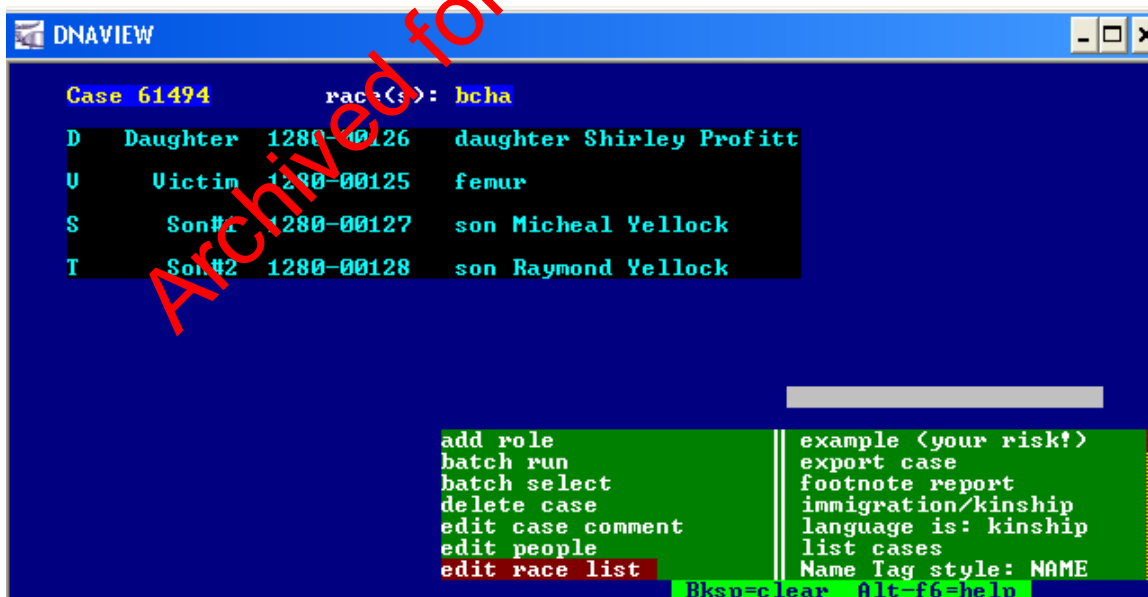 DNAVIEW
Case 61494 race(s): bcha
D Daughter 1280-00126 daughter Shirley Profitt
V Victim 1280-00125 femur
S Son#1 1280-00127 son Micheal Yellock
T Son#2 1280-00128 son Raymond Yellock
Archived for
add role
batch run
batch select
delete case
edit case comment
edit people
edit race list
example (your risk!)
export case
footnote report
immigration/kinship
language is: kinship
list cases
Name Tag style: NAME
Bksp=clear Alt-f6=help